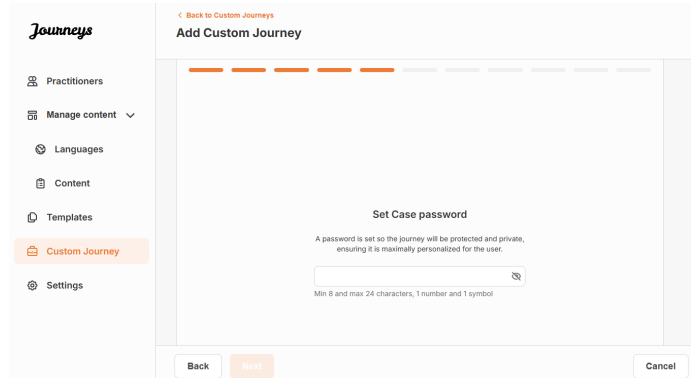 Journeys
Practitioners
Manage content
Languages
Content
Templates
Custom Journey
Settings
Back to Custom Journeys
Add Custom Journey
Set Case password
A password is set so the journey will be protected and private,
ensuring it is maximally personalized for the user.
Min 8 and max 24 characters, 1 number and 1 symbol
Back
Next
Cancel